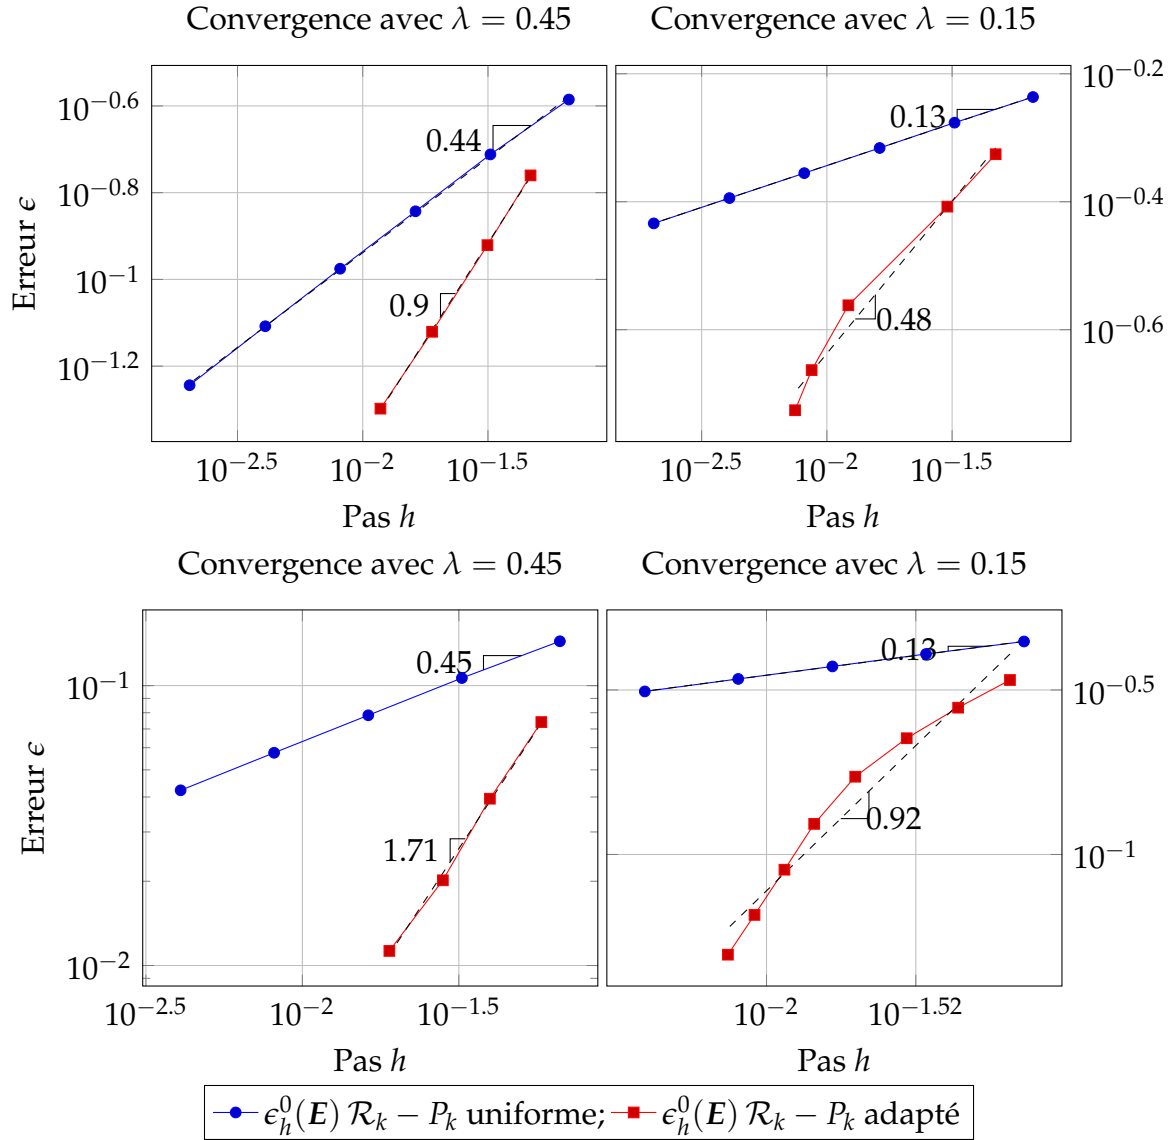 Convergence avec λ = 0.45
Convergence avec λ = 0.15
Erreur ϵ
10^{−0.6}
10^{−0.8}
10^{−1}
10^{−1.2}
0.44
0.9
10^{−2.5} 10^{−2} 10^{−1.5}
Pas h
10^{−0.2}
10^{−0.4}
10^{−0.6}
0.13
0.48
10^{−2.5} 10^{−2} 10^{−1.5}
Pas h
Convergence avec λ = 0.45
Convergence avec λ = 0.15
Erreur ϵ
10^{−1}
10^{−2}
0.45
1.71
10^{−2.5} 10^{−2} 10^{−1.5}
Pas h
10^{−0.5}
10^{−1}
0.13
0.92
10^{−2} 10^{−1.52}
Pas h
ϵ_h^0(E) R_k − P_k uniforme; ϵ_h^0(E) R_k − P_k adapté